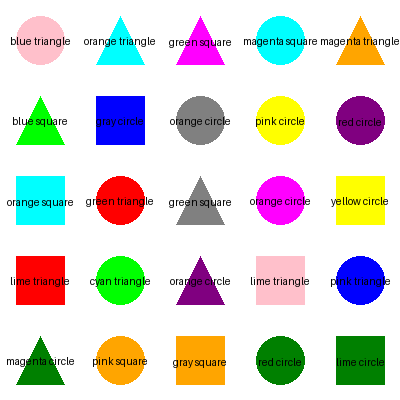 blue triangle orange triangle green square magenta square magenta triangle
blue square gray circle orange circle pink circle red circle
orange square green triangle green square orange circle yellow circle
lime triangle cyan triangle orange circle lime triangle pink triangle
magenta circle pink square gray square red circle lime circle